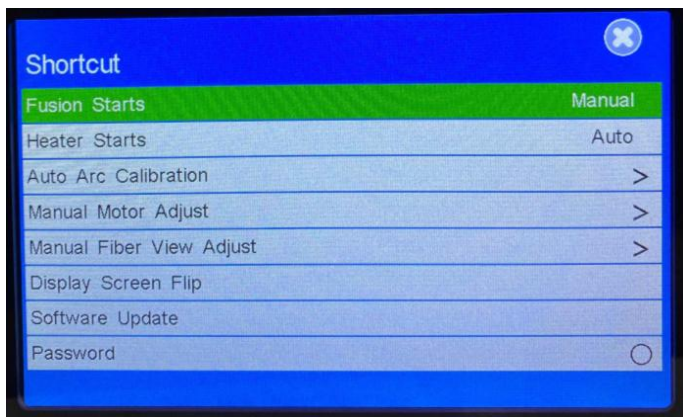 Shortcut
Fusion Starts Manual
Heater Starts Auto
Auto Arc Calibration >
Manual Motor Adjust >
Manual Fiber View Adjust >
Display Screen Flip
Software Update
Password